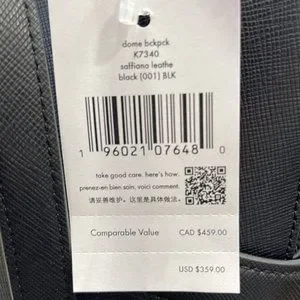 dome bckpck
K7340
saffiano leathe
black (001) BLK
1 96021 07648 0
take good care. here's how.
prenez-en bien soin. voici comment.
请妥善维护。这里是具体做法。
Comparable Value CAD $459.00
USD $359.00